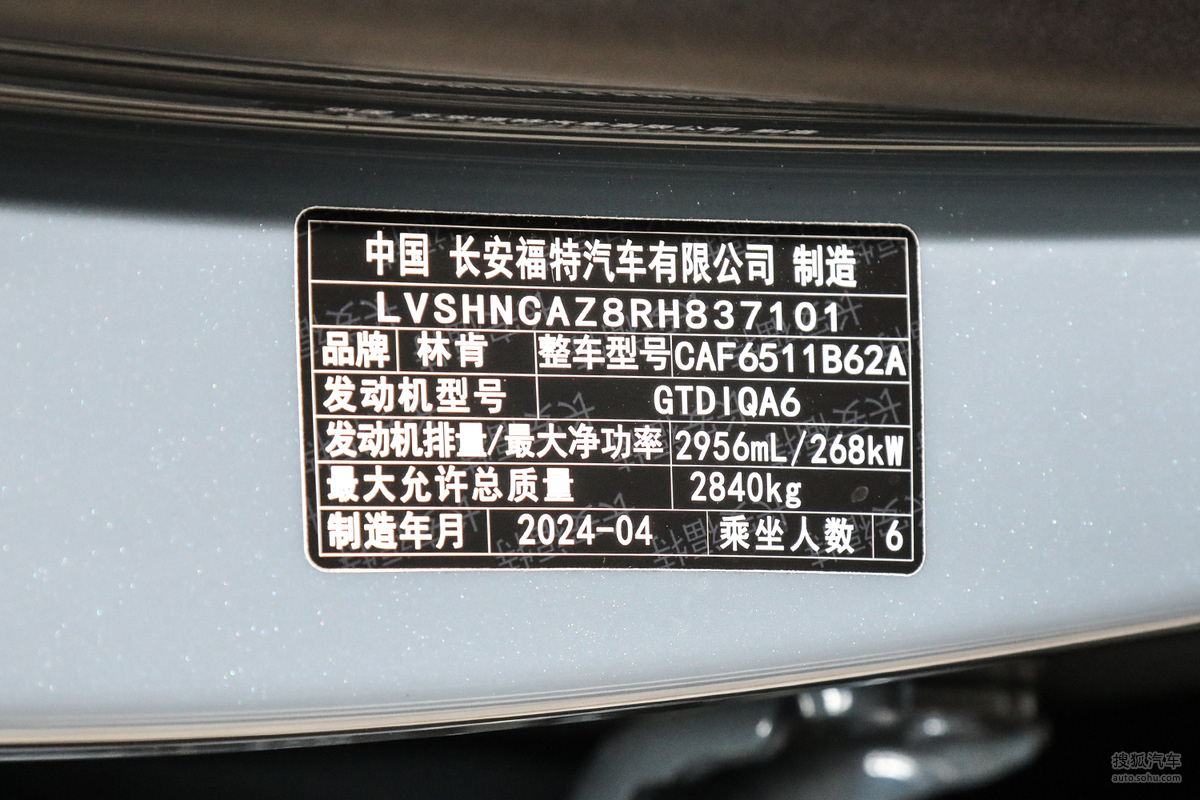 中国 长安福特汽车有限公司 制造
LVSHNCAZ8RH837101
品牌 林肯 整车型号 CAF6511B62A
发动机型号 GTDIQA6
发动机排量/最大净功率 2956mL/268kW
最大允许总质量 2840kg
制造年月 2024-04 乘坐人数 6
搜狐汽车
auto.sohu.com